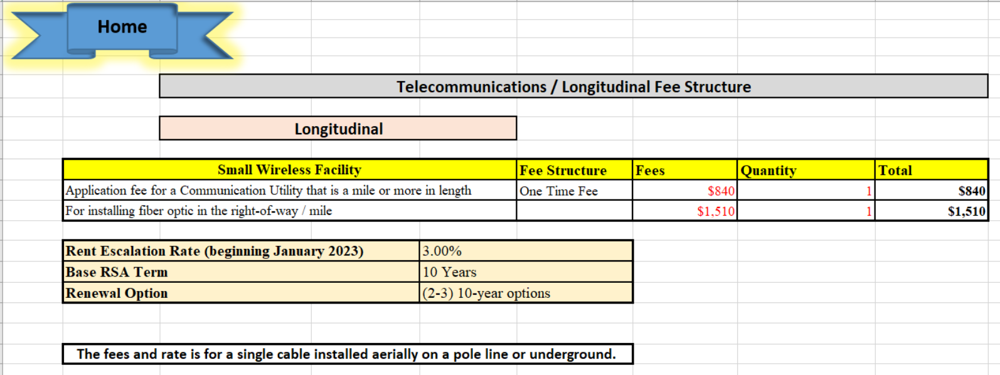 Home
Telecommunications / Longitudinal Fee Structure
Longitudinal
Small Wireless Facility Fee Structure Fees Quantity Total
Application fee for a Communication Utility that is a mile or more in length One Time Fee $840 1 $840
For installing fiber optic in the right-of-way / mile $1,510 1 $1,510
Rent Escalation Rate (beginning January 2023) 3.00%
Base RSA Term 10 Years
Renewal Option (2-3) 10-year options
The fees and rate is for a single cable installed aerially on a pole line or underground.